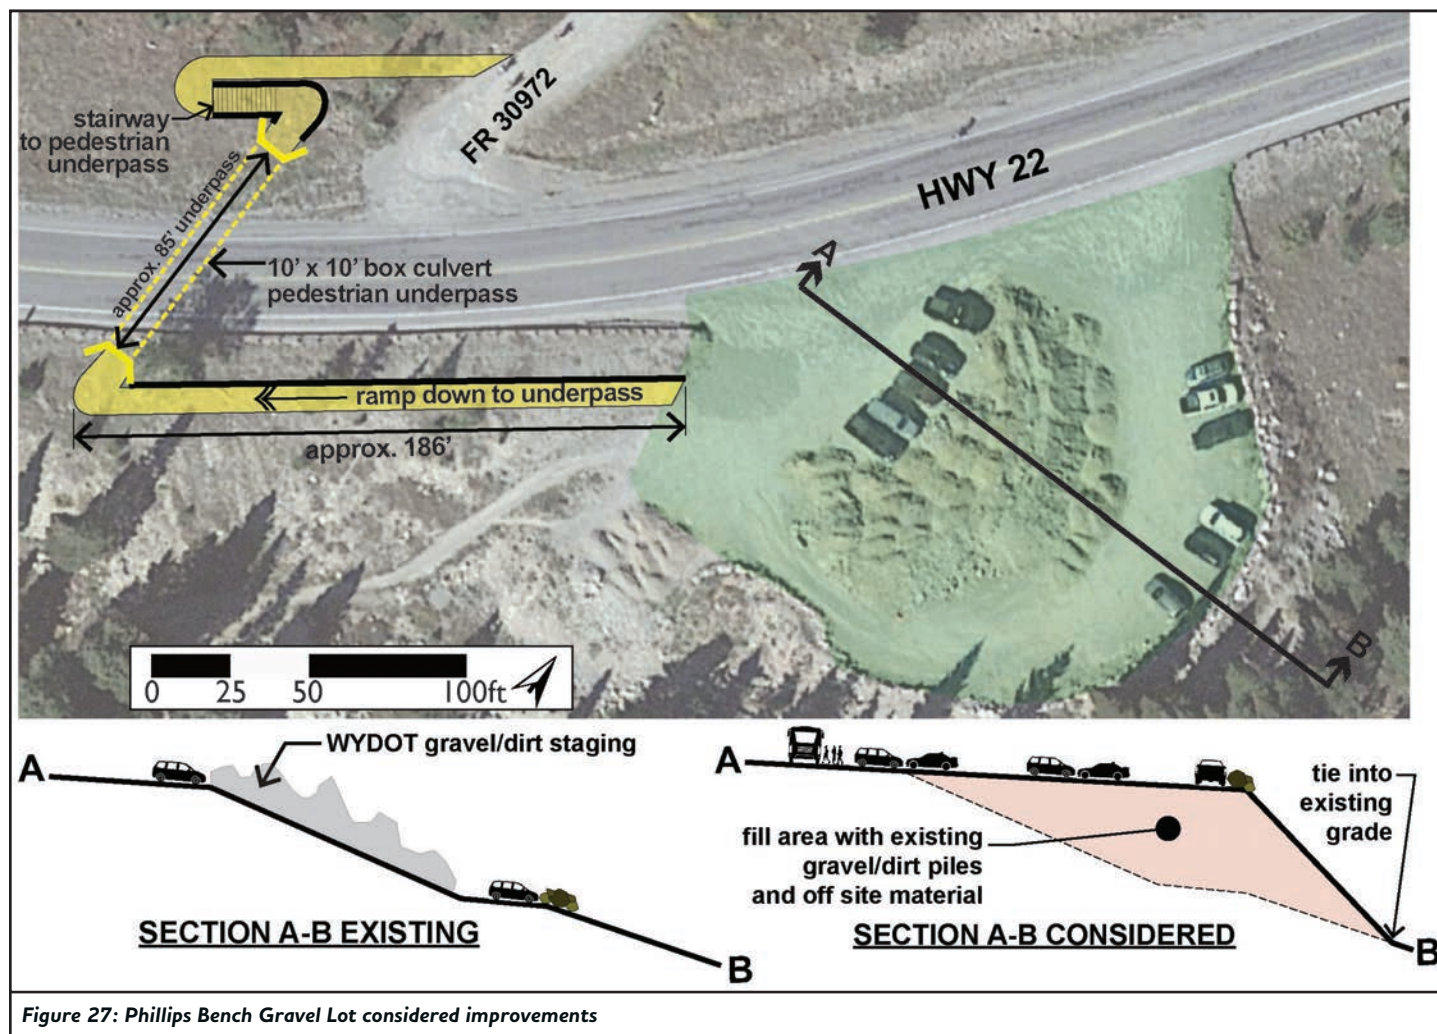 stairway
to pedestrian
underpass
FR 30972
HWY 22
approx. 85' underpass
10' x 10' box culvert
pedestrian underpass
A
ramp down to underpass
approx. 186'
B
0 25 50 100ft
A
WYDOT gravel/dirt staging
SECTION A-B EXISTING
B
A
tie into
existing
grade
fill area with existing
gravel/dirt piles
and off site material
SECTION A-B CONSIDERED
B
Figure 27: Phillips Bench Gravel Lot considered improvements